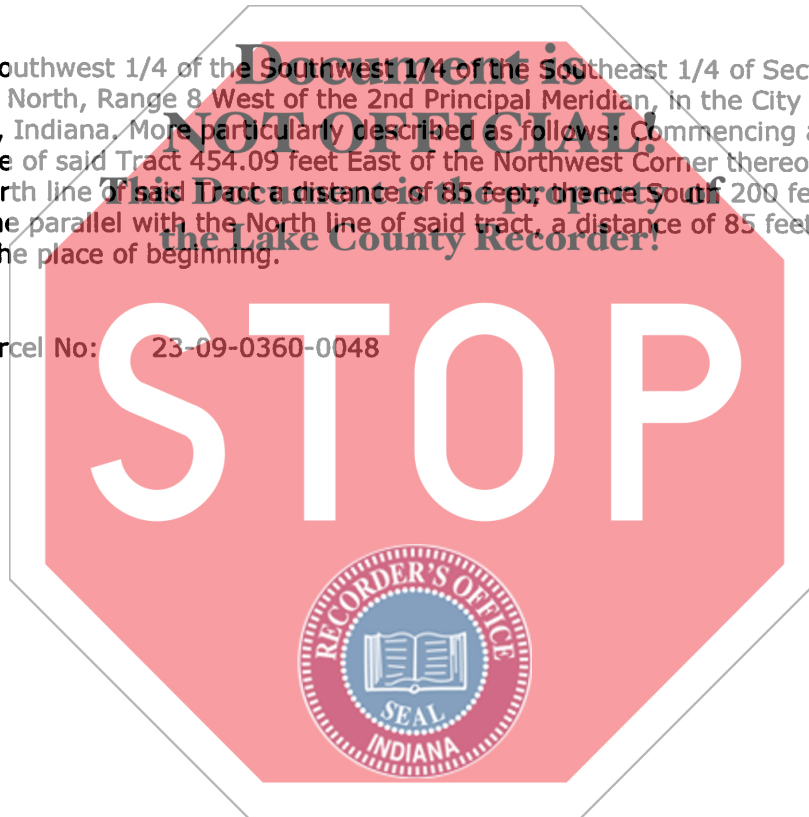 outhwest 1/4 of the Southwest 1/4 of the Southeast 1/4 of Sec
North, Range 8 West of the 2nd Principal Meridian, in the City
, Indiana. More particularly described as follows: Commencing a
e of said Tract 454.09 feet East of the Northwest Corner thereo
rth line of said Tract a distance of 85 feet; thence South 200 fe
ne parallel with the North line of said tract, a distance of 85 feet
he place of beginning.
rcel No: 23-09-0360-0048
Document is
NOT OFFICIAL!
This Document is the property of
the Lake County Recorder!
STOP
RECORDER'S OFFICE
SEAL
INDIANA